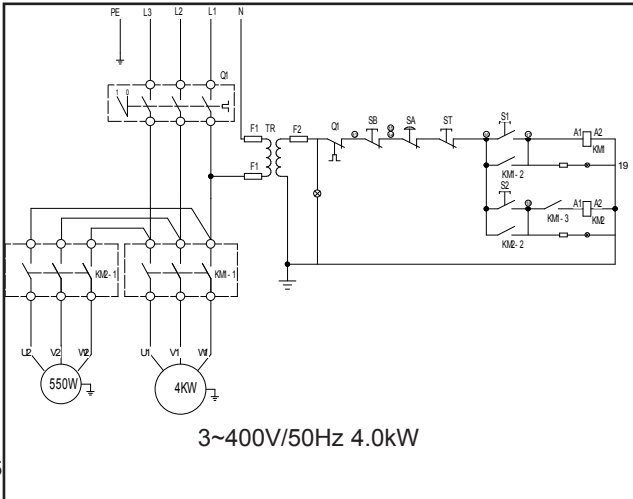 PE L3 L2 L1 N
Q1
1 0
F1 TR F2 Q1 SB SA ST S1
F1
A1 A2
KM1
KM1-2
19
S2
KM1-3
A1 A2
KM2
KM2-2
KM2-1 KM1-1
U2 V2 W2 U1 V1 W1
550W 4KW
3~400V/50Hz 4.0kW